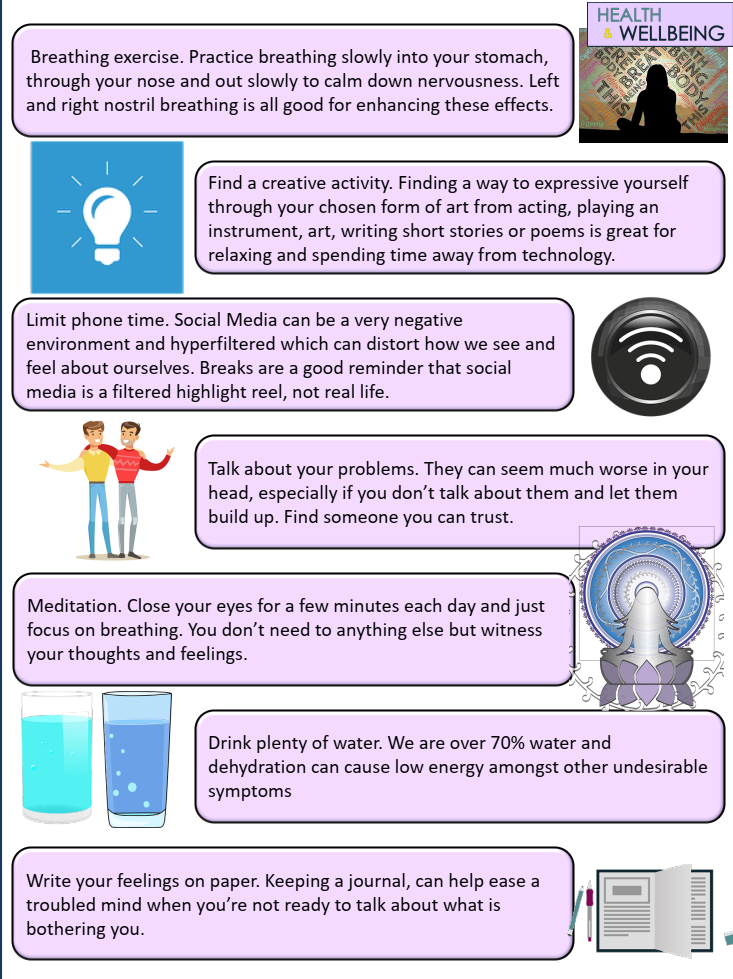 HEALTH
& WELLBEING
Breathing exercise. Practice breathing slowly into your stomach,
through your nose and out slowly to calm down nervousness. Left
and right nostril breathing is all good for enhancing these effects.
Find a creative activity. Finding a way to expressive yourself
through your chosen form of art from acting, playing an
instrument, art, writing short stories or poems is great for
relaxing and spending time away from technology.
Limit phone time. Social Media can be a very negative
environment and hyperfiltered which can distort how we see and
feel about ourselves. Breaks are a good reminder that social
media is a filtered highlight reel, not real life.
Talk about your problems. They can seem much worse in your
head, especially if you don’t talk about them and let them
build up. Find someone you can trust.
Meditation. Close your eyes for a few minutes each day and just
focus on breathing. You don’t need to anything else but witness
your thoughts and feelings.
Drink plenty of water. We are over 70% water and
dehydration can cause low energy amongst other undesirable
symptoms
Write your feelings on paper. Keeping a journal, can help ease a
troubled mind when you’re not ready to talk about what is
bothering you.